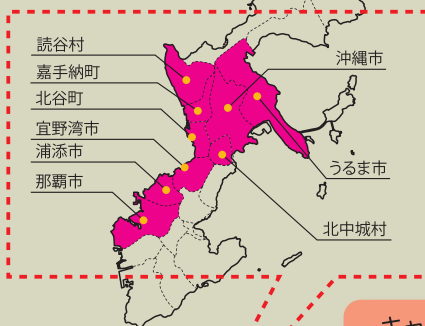 読谷村
嘉手納町
北谷町
宜野湾市
浦添市
那覇市
沖縄市
うるま市
北中城村